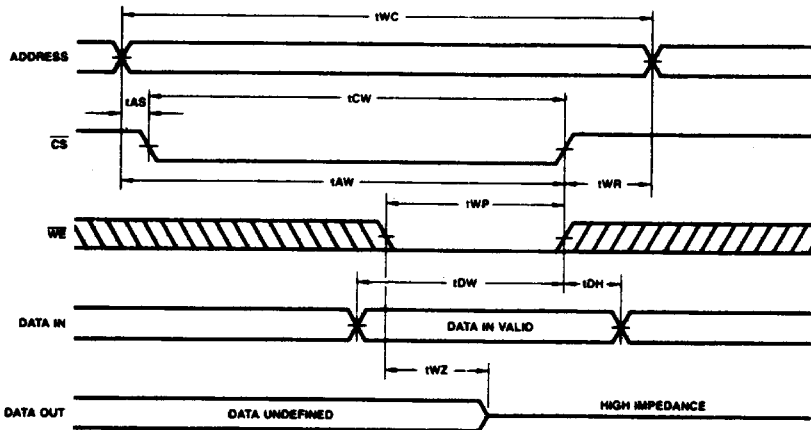 tWC
ADDRESS
tAS
tCW
CS
tAW
tWR
tWP
WE
tDW
tDH
DATA IN
DATA IN VALID
tWZ
DATA OUT
DATA UNDEFINED
HIGH IMPEDANCE